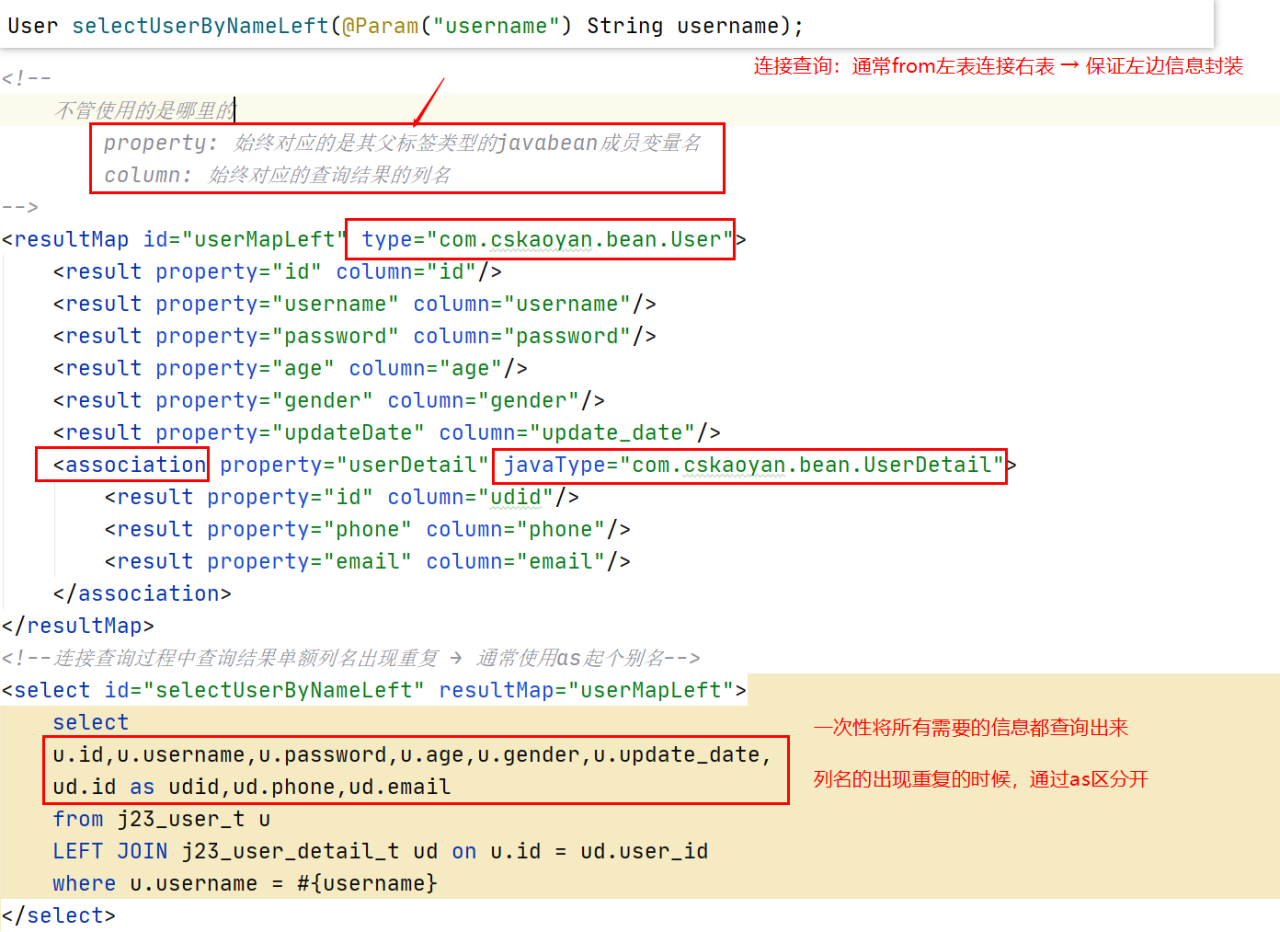 User selectUserByNameLeft(@Param("username") String username);
连接查询：通常from左表连接右表 → 保证左边信息封装
<!--
不管使用的是哪里的
property: 始终对应的是其父标签类型的javabean成员变量名
column: 始终对应的查询结果的列名
-->
<resultMap id="userMapLeft" type="com.cskaoyan.bean.User">
<result property="id" column="id"/>
<result property="username" column="username"/>
<result property="password" column="password"/>
<result property="age" column="age"/>
<result property="gender" column="gender"/>
<result property="updateDate" column="update_date"/>
<association property="userDetail" javaType="com.cskaoyan.bean.UserDetail">
<result property="id" column="udid"/>
<result property="phone" column="phone"/>
<result property="email" column="email"/>
</association>
</resultMap>
<!--连接查询过程中查询结果单额列名出现重复 → 通常使用as起个别名-->
<select id="selectUserByNameLeft" resultMap="userMapLeft">
select
一次性将所有需要的信息都查询出来
u.id,u.username,u.password,u.age,u.gender,u.update_date,
ud.id as udid,ud.phone,ud.email
列名的出现重复的时候，通过as区分开
from j23_user_t u
LEFT JOIN j23_user_detail_t ud on u.id = ud.user_id
where u.username = #{username}
</select>